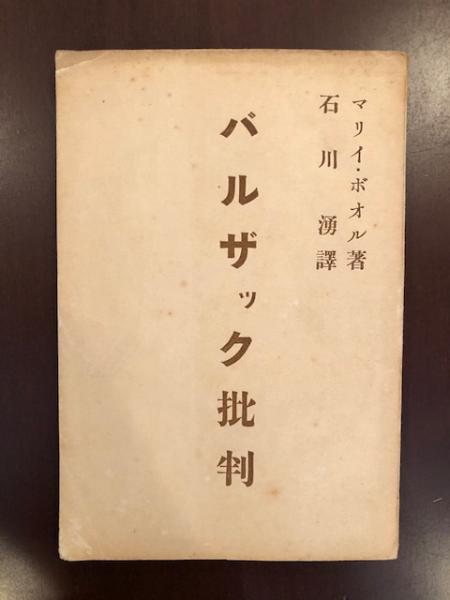 マリイ・ボオル著
石川湧譯
バルザック批判